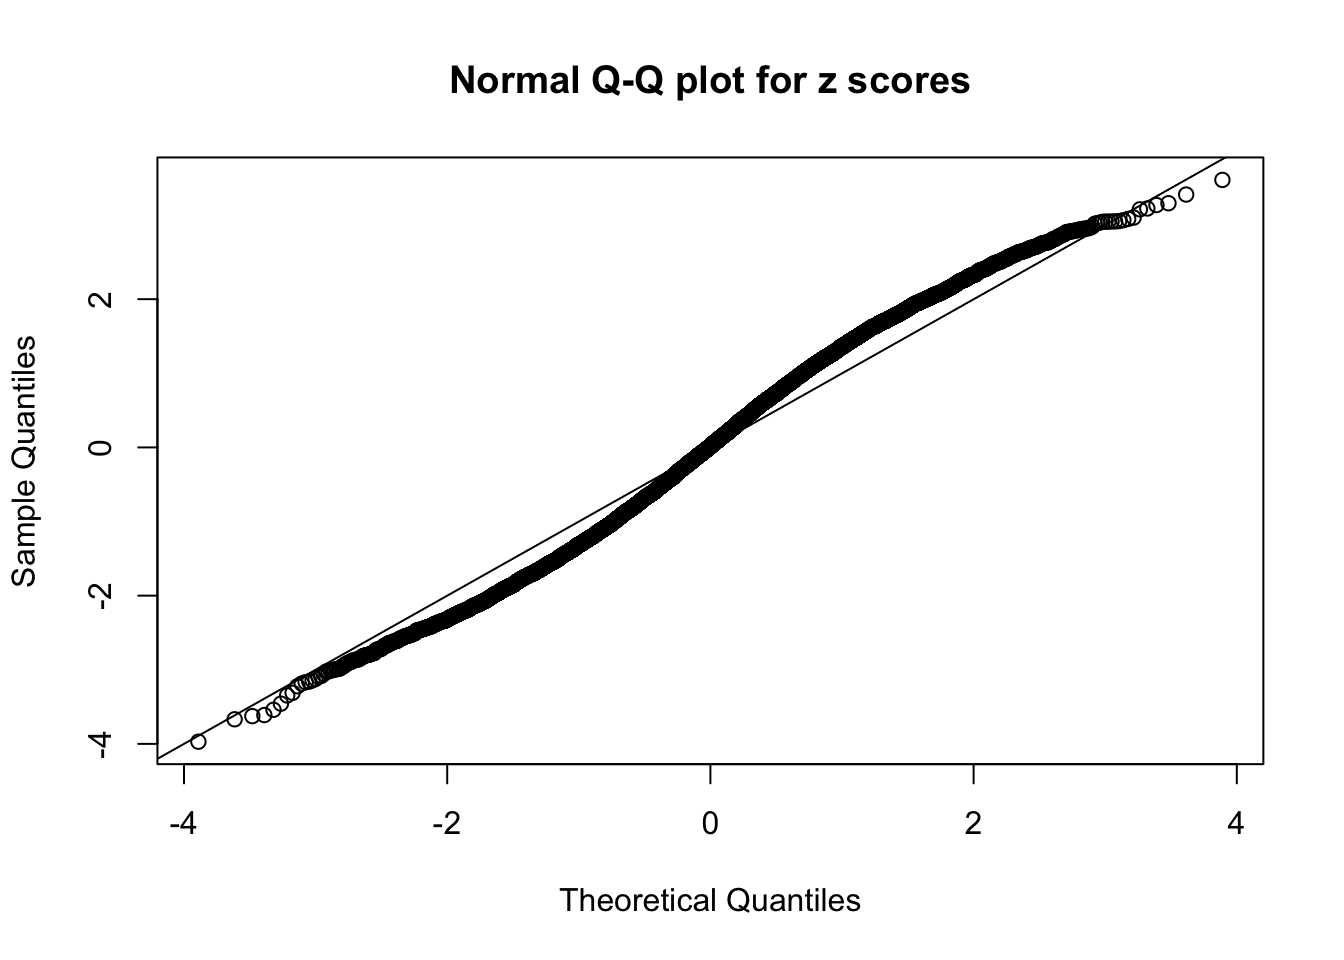 Normal Q-Q plot for z scores
Sample Quantiles
2
0
-2
-4
-4 -2 0 2 4
Theoretical Quantiles